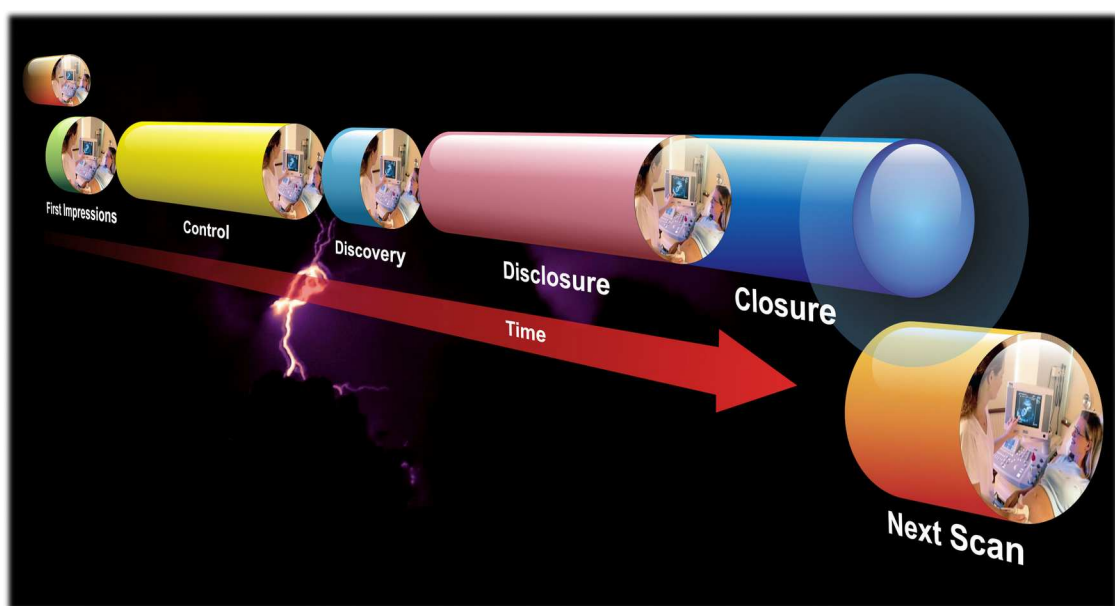 First Impressions
Control
Discovery
Disclosure
Closure
Time
Next Scan